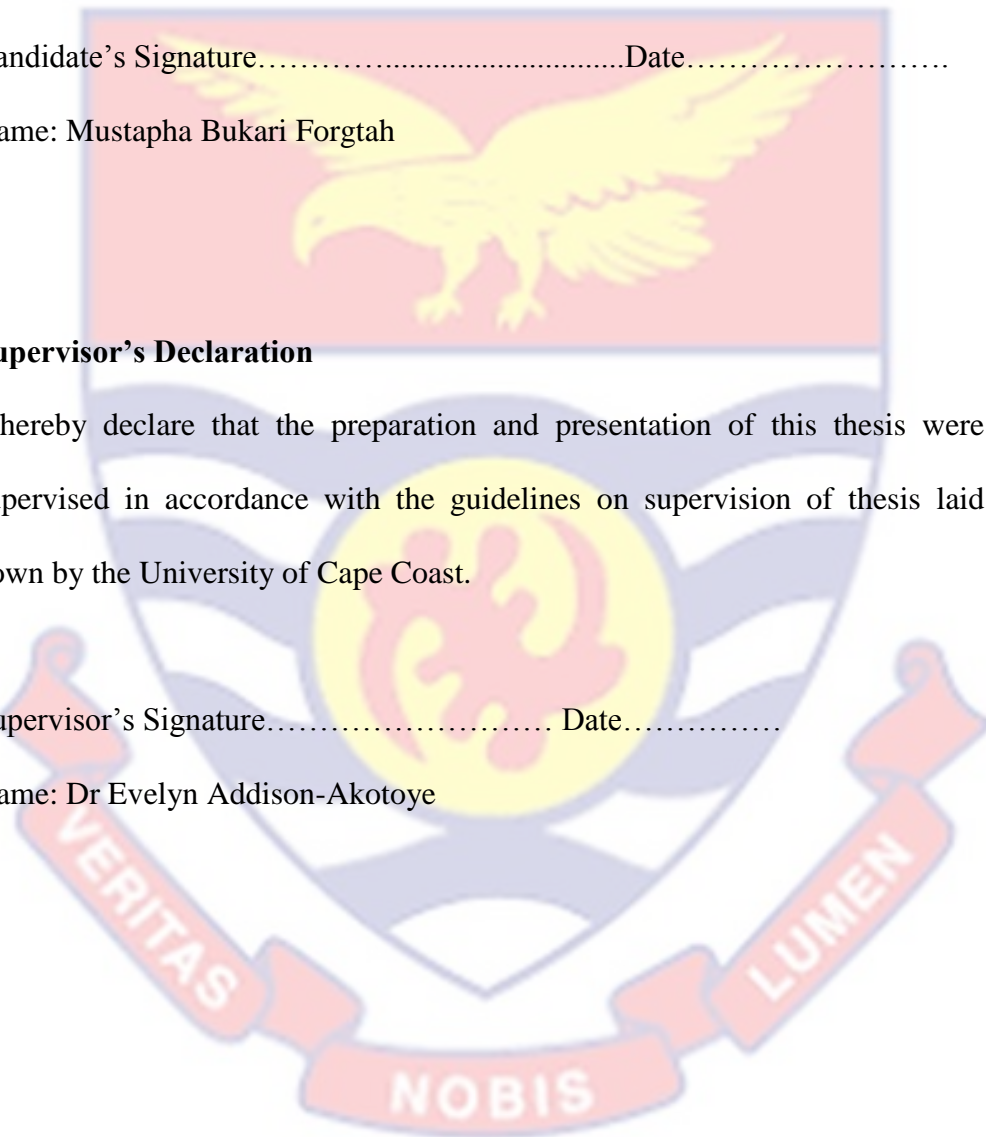 andidate's Signature…………..............................Date…………………….
ame: Mustapha Bukari Forgtah
upervisor's Declaration
hereby declare that the preparation and presentation of this thesis were
pervised in accordance with the guidelines on supervision of thesis laid
own by the University of Cape Coast.
upervisor's Signature……………………… Date……………
ame: Dr Evelyn Addison-Akotoye
VERITAS
NOBIS
LUMEN